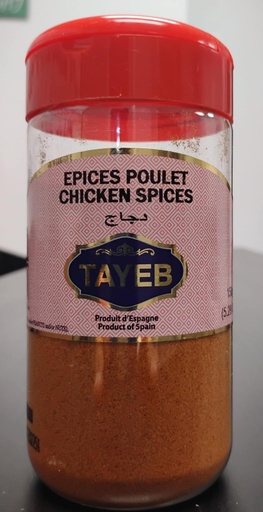 EPICES POULET
CHICKEN SPICES
دجاج
TAYEB
Produit d'Espagne
Product of Spain